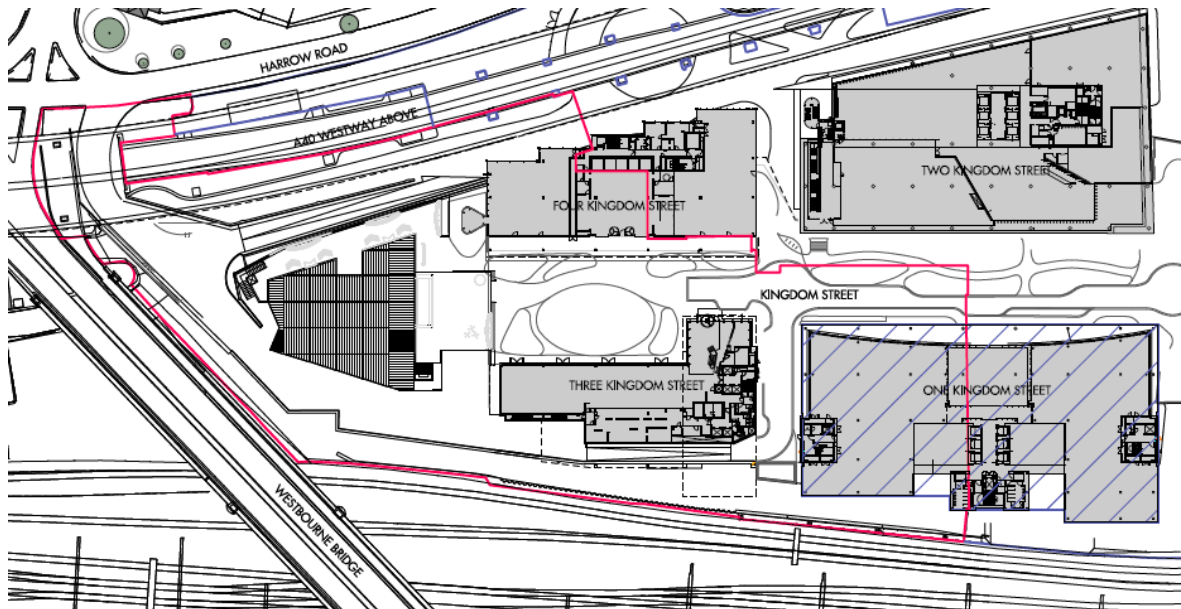 HARROW ROAD
A40 WESTWAY ABOVE
TWO KINGDOM STREET
FOUR KINGDOM STREET
KINGDOM STREET
THREE KINGDOM STREET
ONE KINGDOM STREET
WESTBOURNE BRIDGE